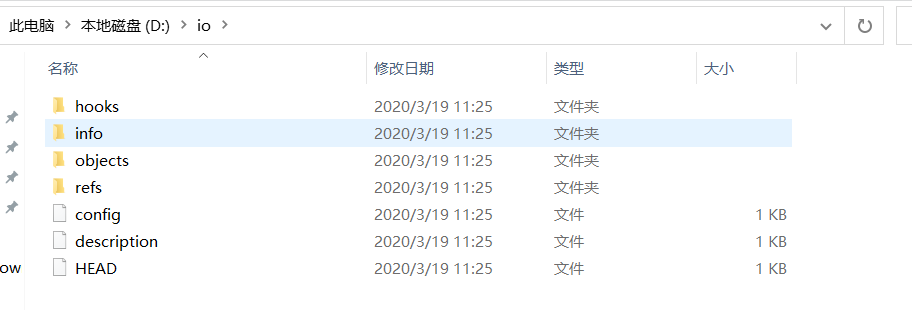 此电脑 > 本地磁盘 (D:) > io >
名称 修改日期 类型 大小
hooks 2020/3/19 11:25 文件夹
info 2020/3/19 11:25 文件夹
objects 2020/3/19 11:25 文件夹
refs 2020/3/19 11:25 文件夹
config 2020/3/19 11:25 文件 1 KB
description 2020/3/19 11:25 文件 1 KB
ow HEAD 2020/3/19 11:25 文件 1 KB